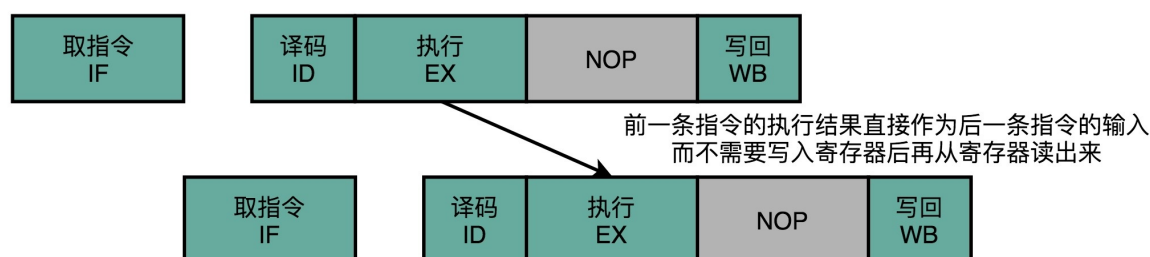 取指令
IF
译码
ID
执行
EX
NOP
写回
WB
前一条指令的执行结果直接作为后一条指令的输入
而不需要写入寄存器后再从寄存器读出来
取指令
IF
译码
ID
执行
EX
NOP
写回
WB